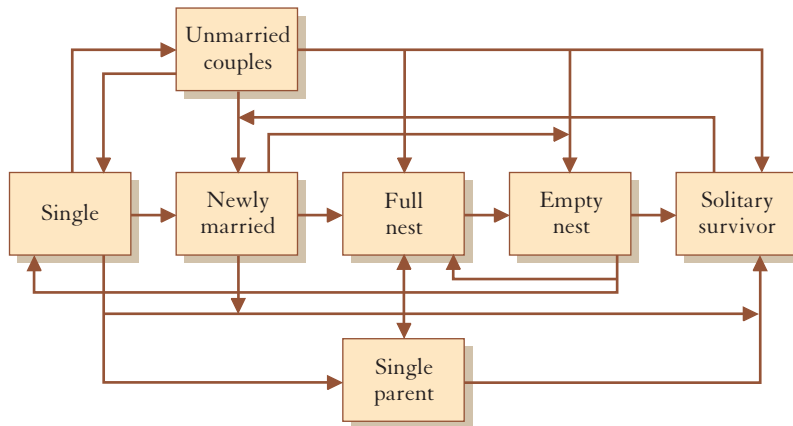 Unmarried
couples
Single
Newly
married
Full
nest
Empty
nest
Solitary
survivor
Single
parent